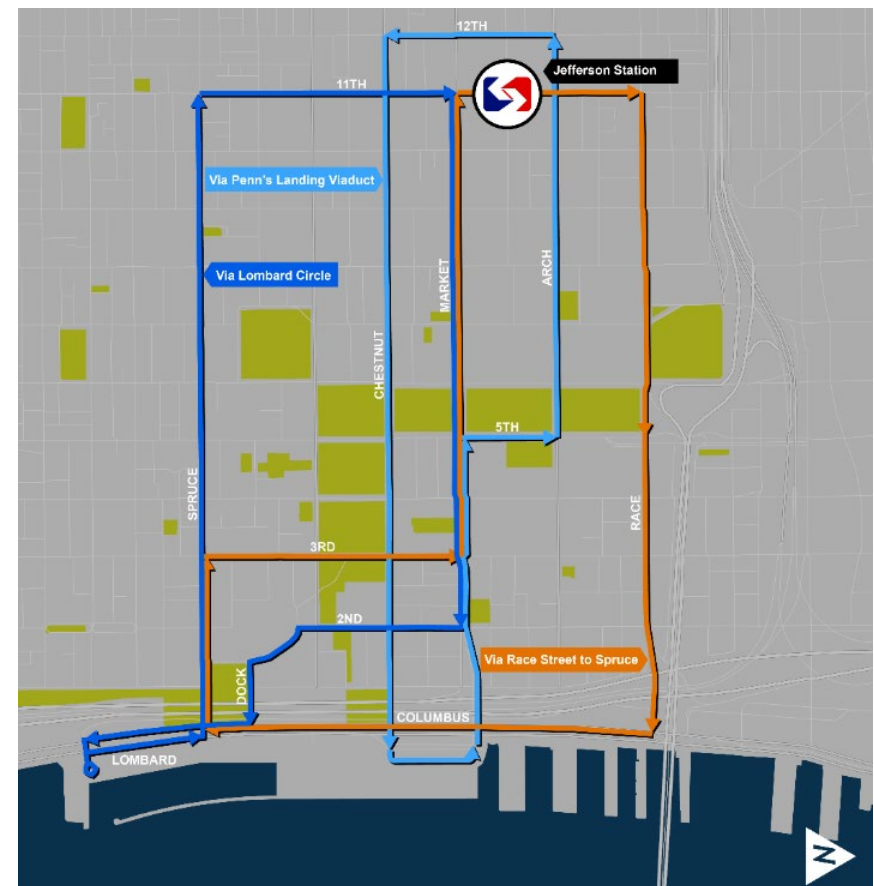 12TH
Jefferson Station
11TH
Via Penn's Landing Viaduct
Via Lombard Circle
MARKET
ARCH
CHESTNUT
5TH
SPRUCE
RACE
3RD
2ND
Via Race Street to Spruce
DOCK
COLUMBUS
LOMBARD
N